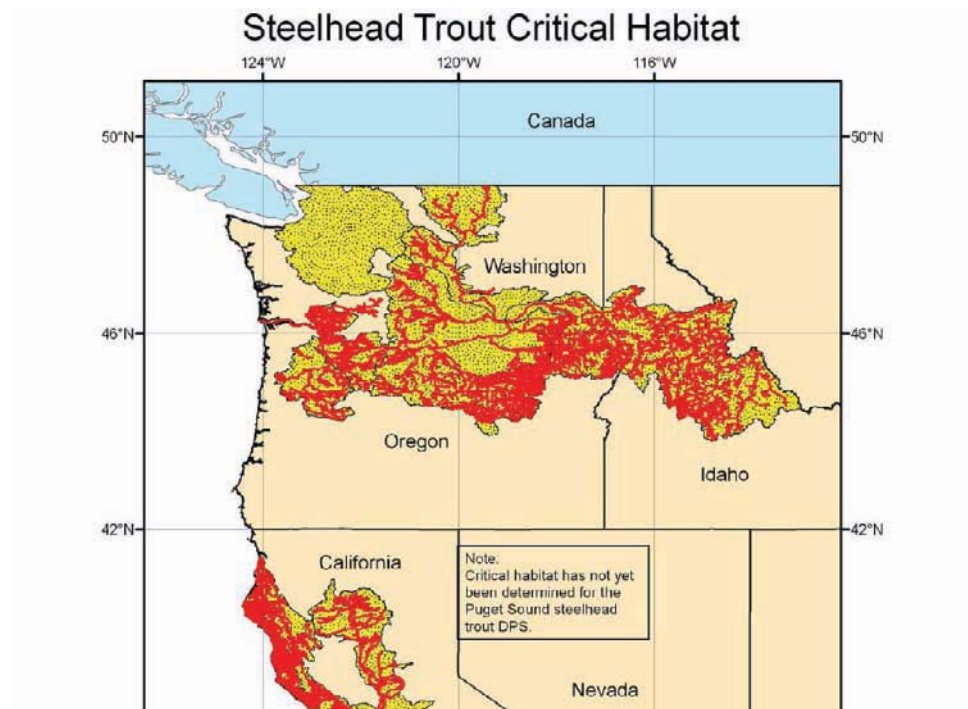 Steelhead Trout Critical Habitat
124°W 120°W 116°W
Canada
50°N 50°N
Washington
46°N 46°N
Oregon
Idaho
42°N 42°N
California
Note:
Critical habitat has not yet
been determined for the
Puget Sound steelhead
trout DPS.
Nevada